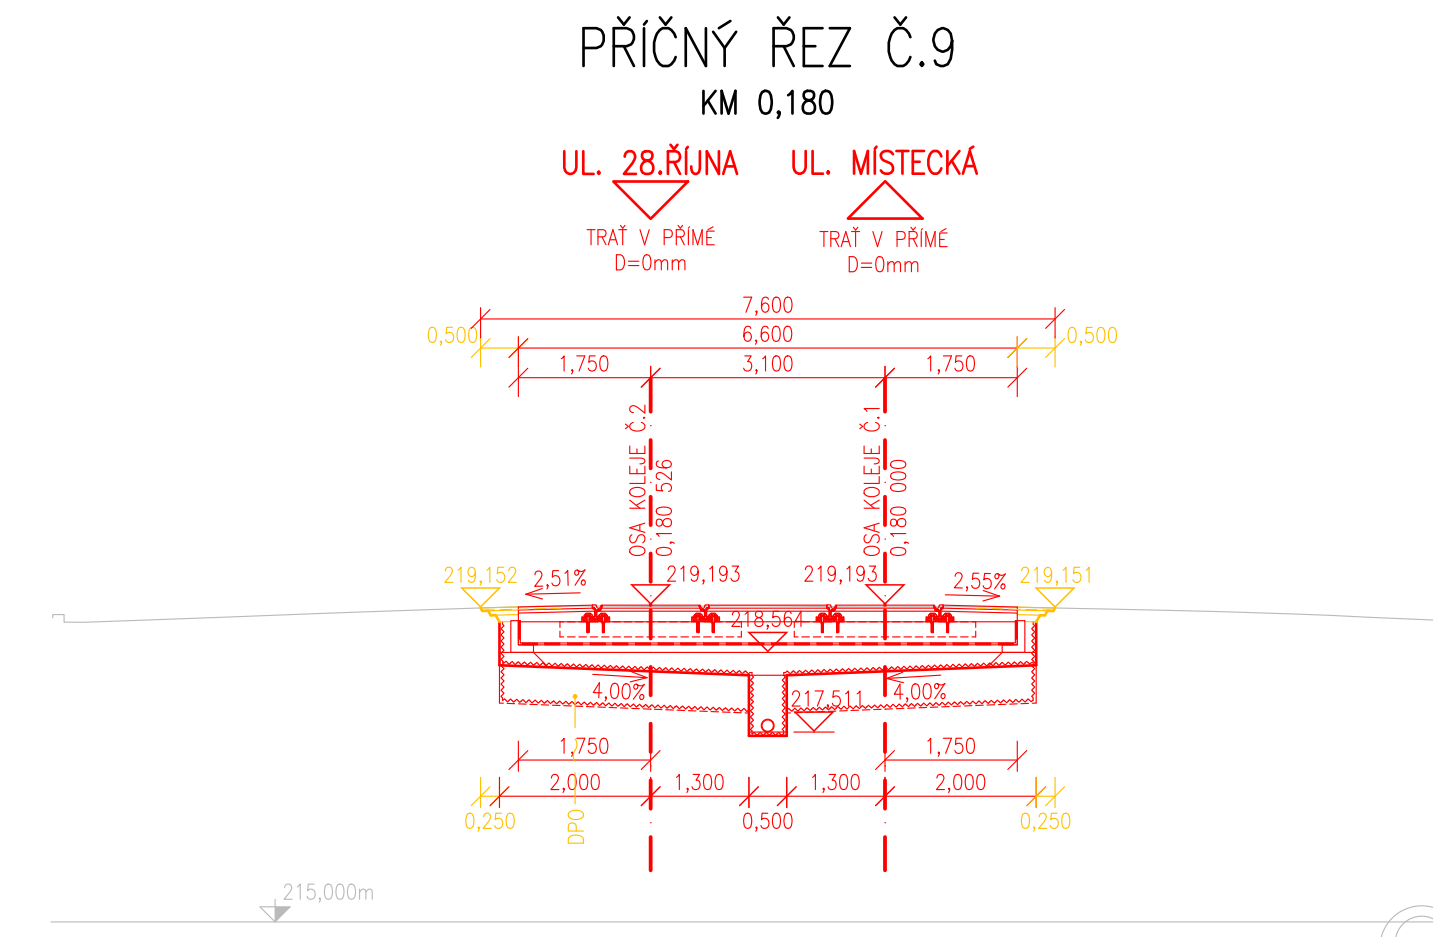 PŘÍČNÝ ŘEZ Č.9
KM 0,180
UL. 28.ŘÍJNA
UL. MÍSTECKÁ
TRAŤ V PŘÍMÉ
D=0mm
TRAŤ V PŘÍMÉ
D=0mm
7,600
0,500
6,600
0,500
1,750
3,100
1,750
OSA KOLEJE Č.2
0,180 526
OSA KOLEJE Č.1
0,180 000
219,152
2,51%
219,193
219,193
2,55%
219,151
218,564
4,00%
217,511
4,00%
1,750
1,750
2,000
1,300
1,300
2,000
0,250
DPO
0,500
0,250
215,000m